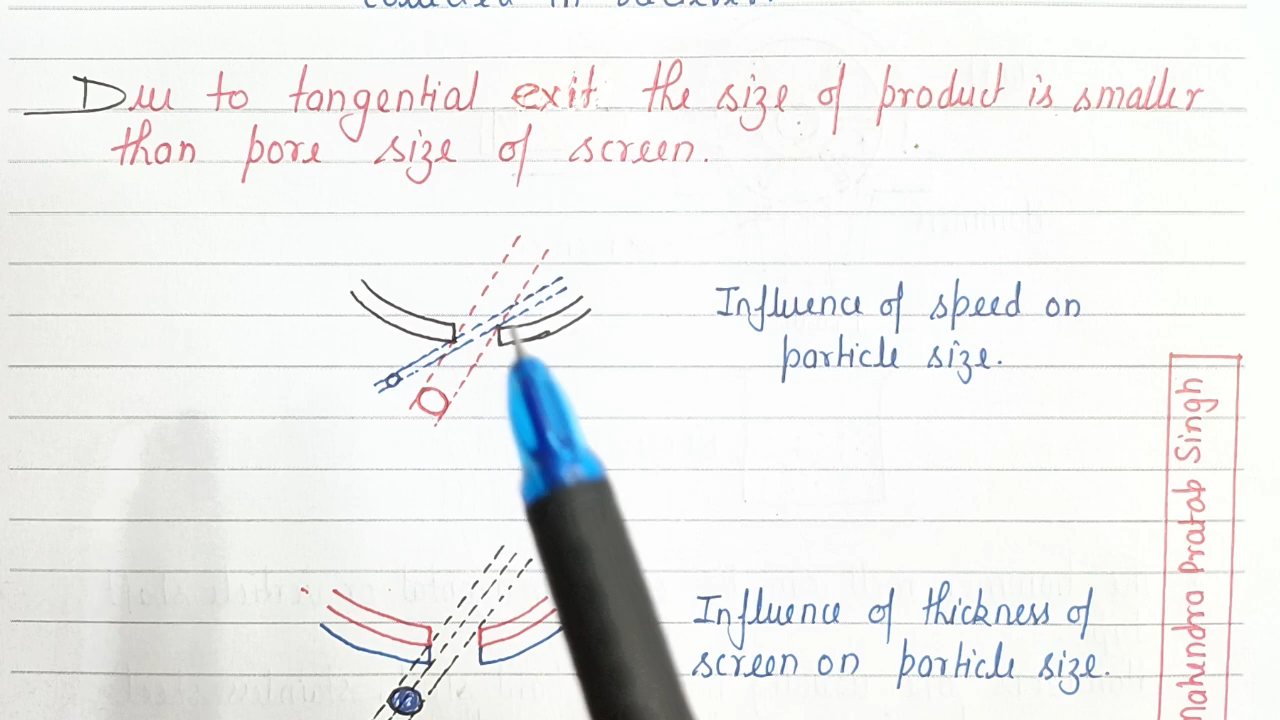 Due to tangential exit the size of product is smaller
than pore size of screen.
Influence of speed on
particle size.
Influence of thickness of
screen on particle size.
Mahendra Pratap Singh